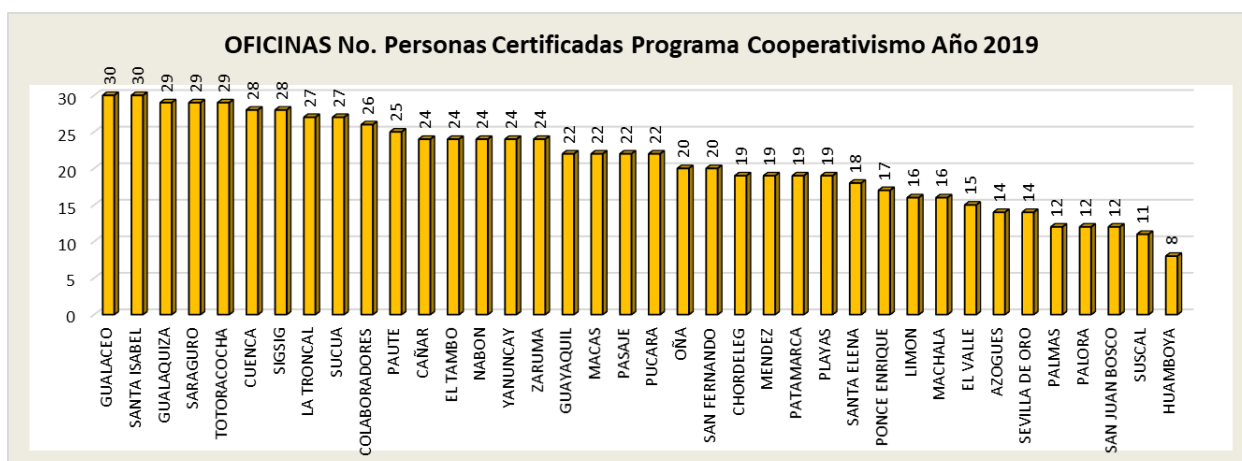 OFICINAS No. Personas Certificadas Programa Cooperativismo Año 2019
30 30 29 29 29 28 28 27 27 26 25 24 24 24 24 24 22 22 22 22 20 20 19 19 19 19 18 17 16 16 15 14 14 12 12 12 11 8
30
25
20
15
10
5
0
GUALACEO
SANTA ISABEL
GUALAQUIZA
SARAGURO
TOTORACOCHA
CUENCA
SIGSIG
LA TRONCAL
SUCUA
COLABORADORES
PAUTE
CAÑAR
EL TAMBO
NABON
YANUNCAY
ZARUMA
GUAYAQUIL
MACAS
PASAJE
PUCARA
OÑA
SAN FERNANDO
CHORDELEG
MENDEZ
PATAMARCA
PLAYAS
SANTA ELENA
PONCE ENRIQUE
LIMON
MACHALA
EL VALLE
AZOGUES
SEVILLA DE ORO
PALMAS
PALORA
SAN JUAN BOSCO
SUSCAL
HUAMBOYA